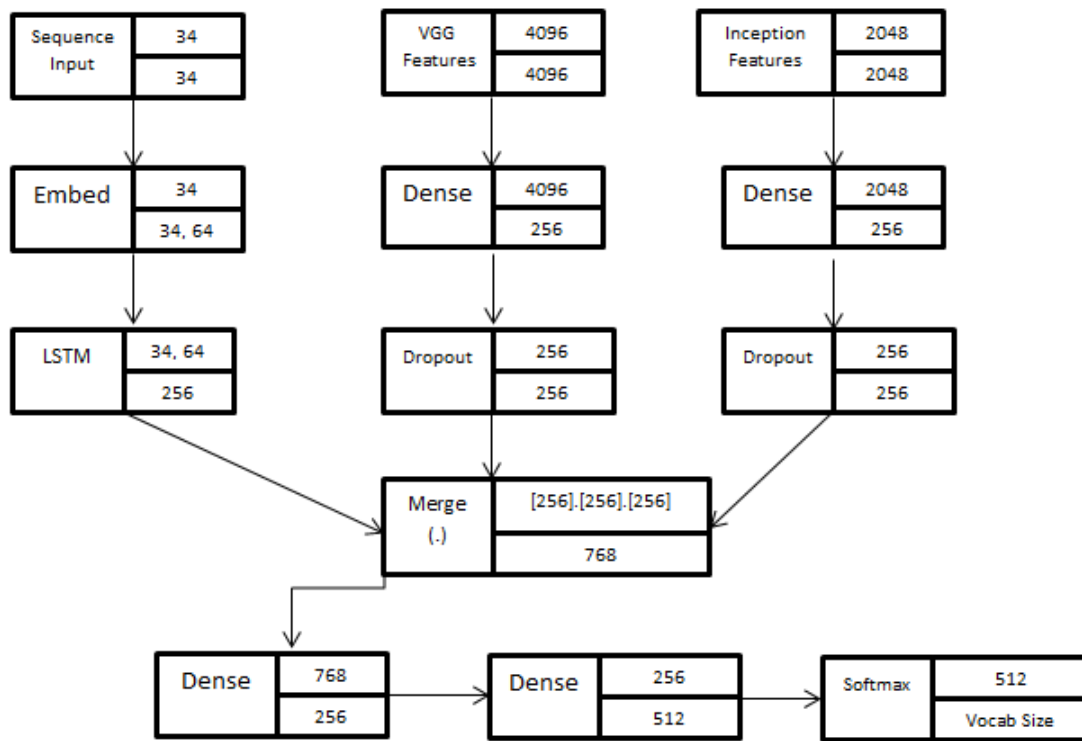 Sequence
Input
34
34
VGG
Features
4096
4096
Inception
Features
2048
2048
Embed
34
34, 64
Dense
4096
256
Dense
2048
256
LSTM
34, 64
256
Dropout
256
256
Dropout
256
256
Merge
(.)
[256].[256].[256]
768
Dense
768
256
Dense
256
512
Softmax
512
Vocab Size